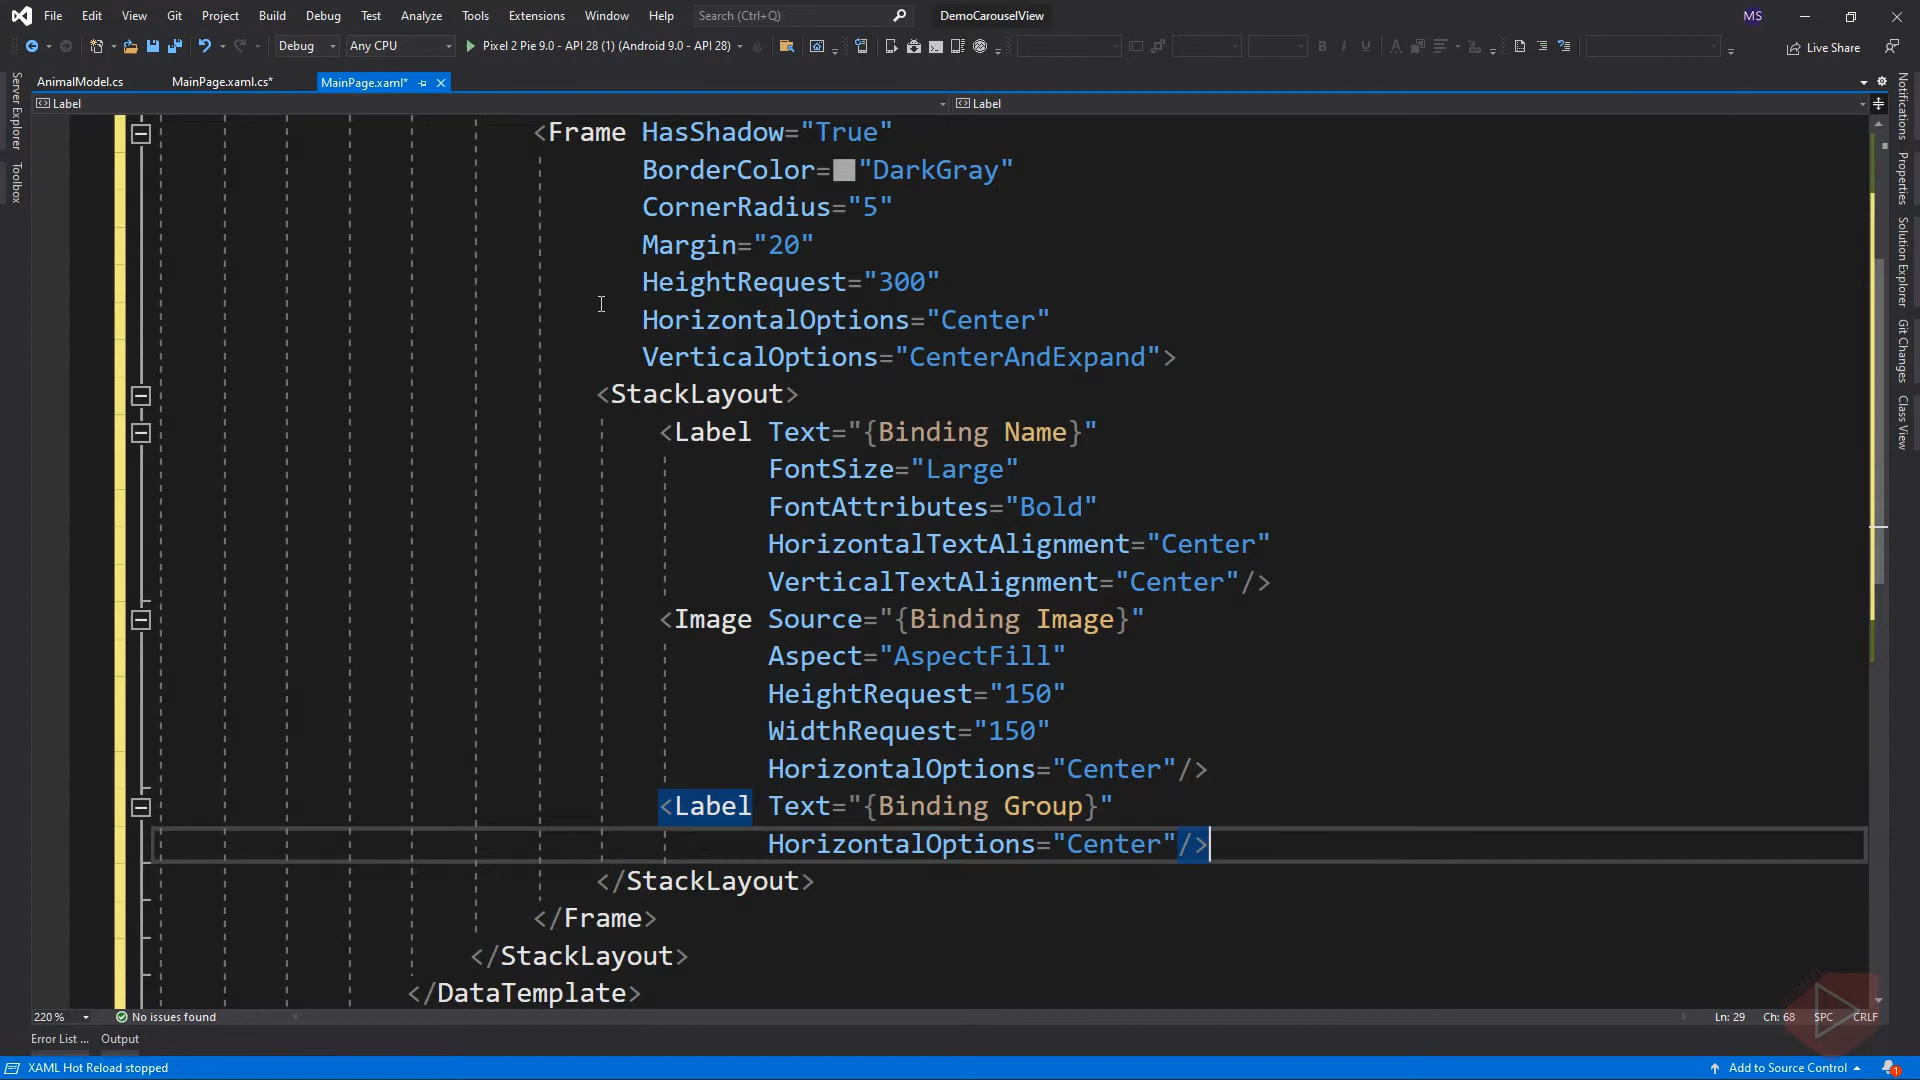 File Edit View Git Project Build Debug Test Analyze Tools Extensions Window Help Search (Ctrl+Q) DemoCarouselView MS
Debug Any CPU Pixel 2 Pie 9.0 - API 28 (1) (Android 9.0 - API 28) Live Share
AnimalModel.cs MainPage.xaml.cs* MainPage.xaml*
Label Label
<Frame HasShadow="True"
BorderColor="DarkGray"
CornerRadius="5"
Margin="20"
HeightRequest="300"
HorizontalOptions="Center"
VerticalOptions="CenterAndExpand">
<StackLayout>
<Label Text="{Binding Name}"
FontSize="Large"
FontAttributes="Bold"
HorizontalTextAlignment="Center"
VerticalTextAlignment="Center"/>
<Image Source="{Binding Image}"
Aspect="AspectFill"
HeightRequest="150"
WidthRequest="150"
HorizontalOptions="Center"/>
<Label Text="{Binding Group}"
HorizontalOptions="Center"/>
</StackLayout>
</Frame>
</StackLayout>
</DataTemplate>
Server Explorer
Toolbox
Notifications
Properties
Solution Explorer
Git Changes
Class View
220 % No issues found Ln: 29 Ch: 68 SPC CRLF
Error List ... Output
XAML Hot Reload stopped Add to Source Control 1